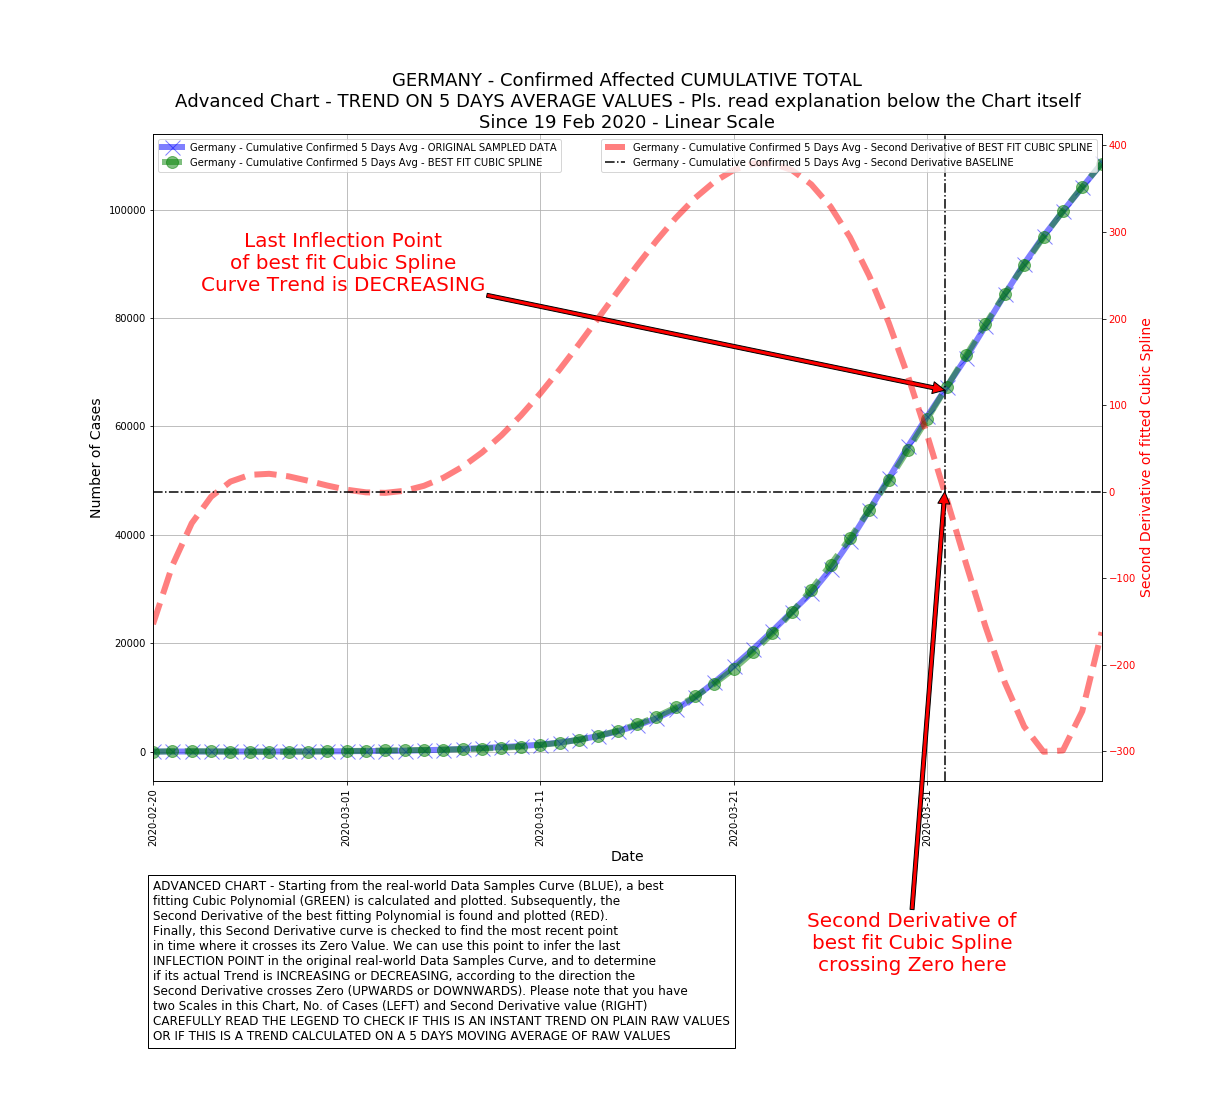 GERMANY - Confirmed Affected CUMULATIVE TOTAL
Advanced Chart - TREND ON 5 DAYS AVERAGE VALUES - Pls. read explanation below the Chart itself
Since 19 Feb 2020 - Linear Scale
Germany - Cumulative Confirmed 5 Days Avg - ORIGINAL SAMPLED DATA
Germany - Cumulative Confirmed 5 Days Avg - BEST FIT CUBIC SPLINE
Germany - Cumulative Confirmed 5 Days Avg - Second Derivative of BEST FIT CUBIC SPLINE
Germany - Cumulative Confirmed 5 Days Avg - Second Derivative BASELINE
Last Inflection Point
of best fit Cubic Spline
Curve Trend is DECREASING
Number of Cases
100000
80000
60000
40000
20000
0
400
300
200
100
0
−100
−200
−300
Second Derivative of fitted Cubic Spline
2020-02-20
2020-03-01
2020-03-11
2020-03-21
2020-03-31
Date
ADVANCED CHART - Starting from the real-world Data Samples Curve (BLUE), a best
fitting Cubic Polynomial (GREEN) is calculated and plotted. Subsequently, the
Second Derivative of the best fitting Polynomial is found and plotted (RED).
Finally, this Second Derivative curve is checked to find the most recent point
in time where it crosses its Zero Value. We can use this point to infer the last
INFLECTION POINT in the original real-world Data Samples Curve, and to determine
if its actual Trend is INCREASING or DECREASING, according to the direction the
Second Derivative crosses Zero (UPWARDS or DOWNWARDS). Please note that you have
two Scales in this Chart, No. of Cases (LEFT) and Second Derivative value (RIGHT)
CAREFULLY READ THE LEGEND TO CHECK IF THIS IS AN INSTANT TREND ON PLAIN RAW VALUES
OR IF THIS IS A TREND CALCULATED ON A 5 DAYS MOVING AVERAGE OF RAW VALUES
Second Derivative of
best fit Cubic Spline
crossing Zero here